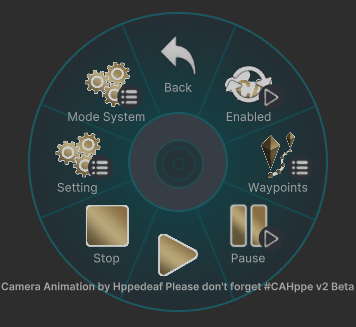 Back
Mode System
Enabled
Setting
Waypoints
Stop
Pause
Camera Animation by Hppedeaf Please don't forget #CAHppe v2 Beta